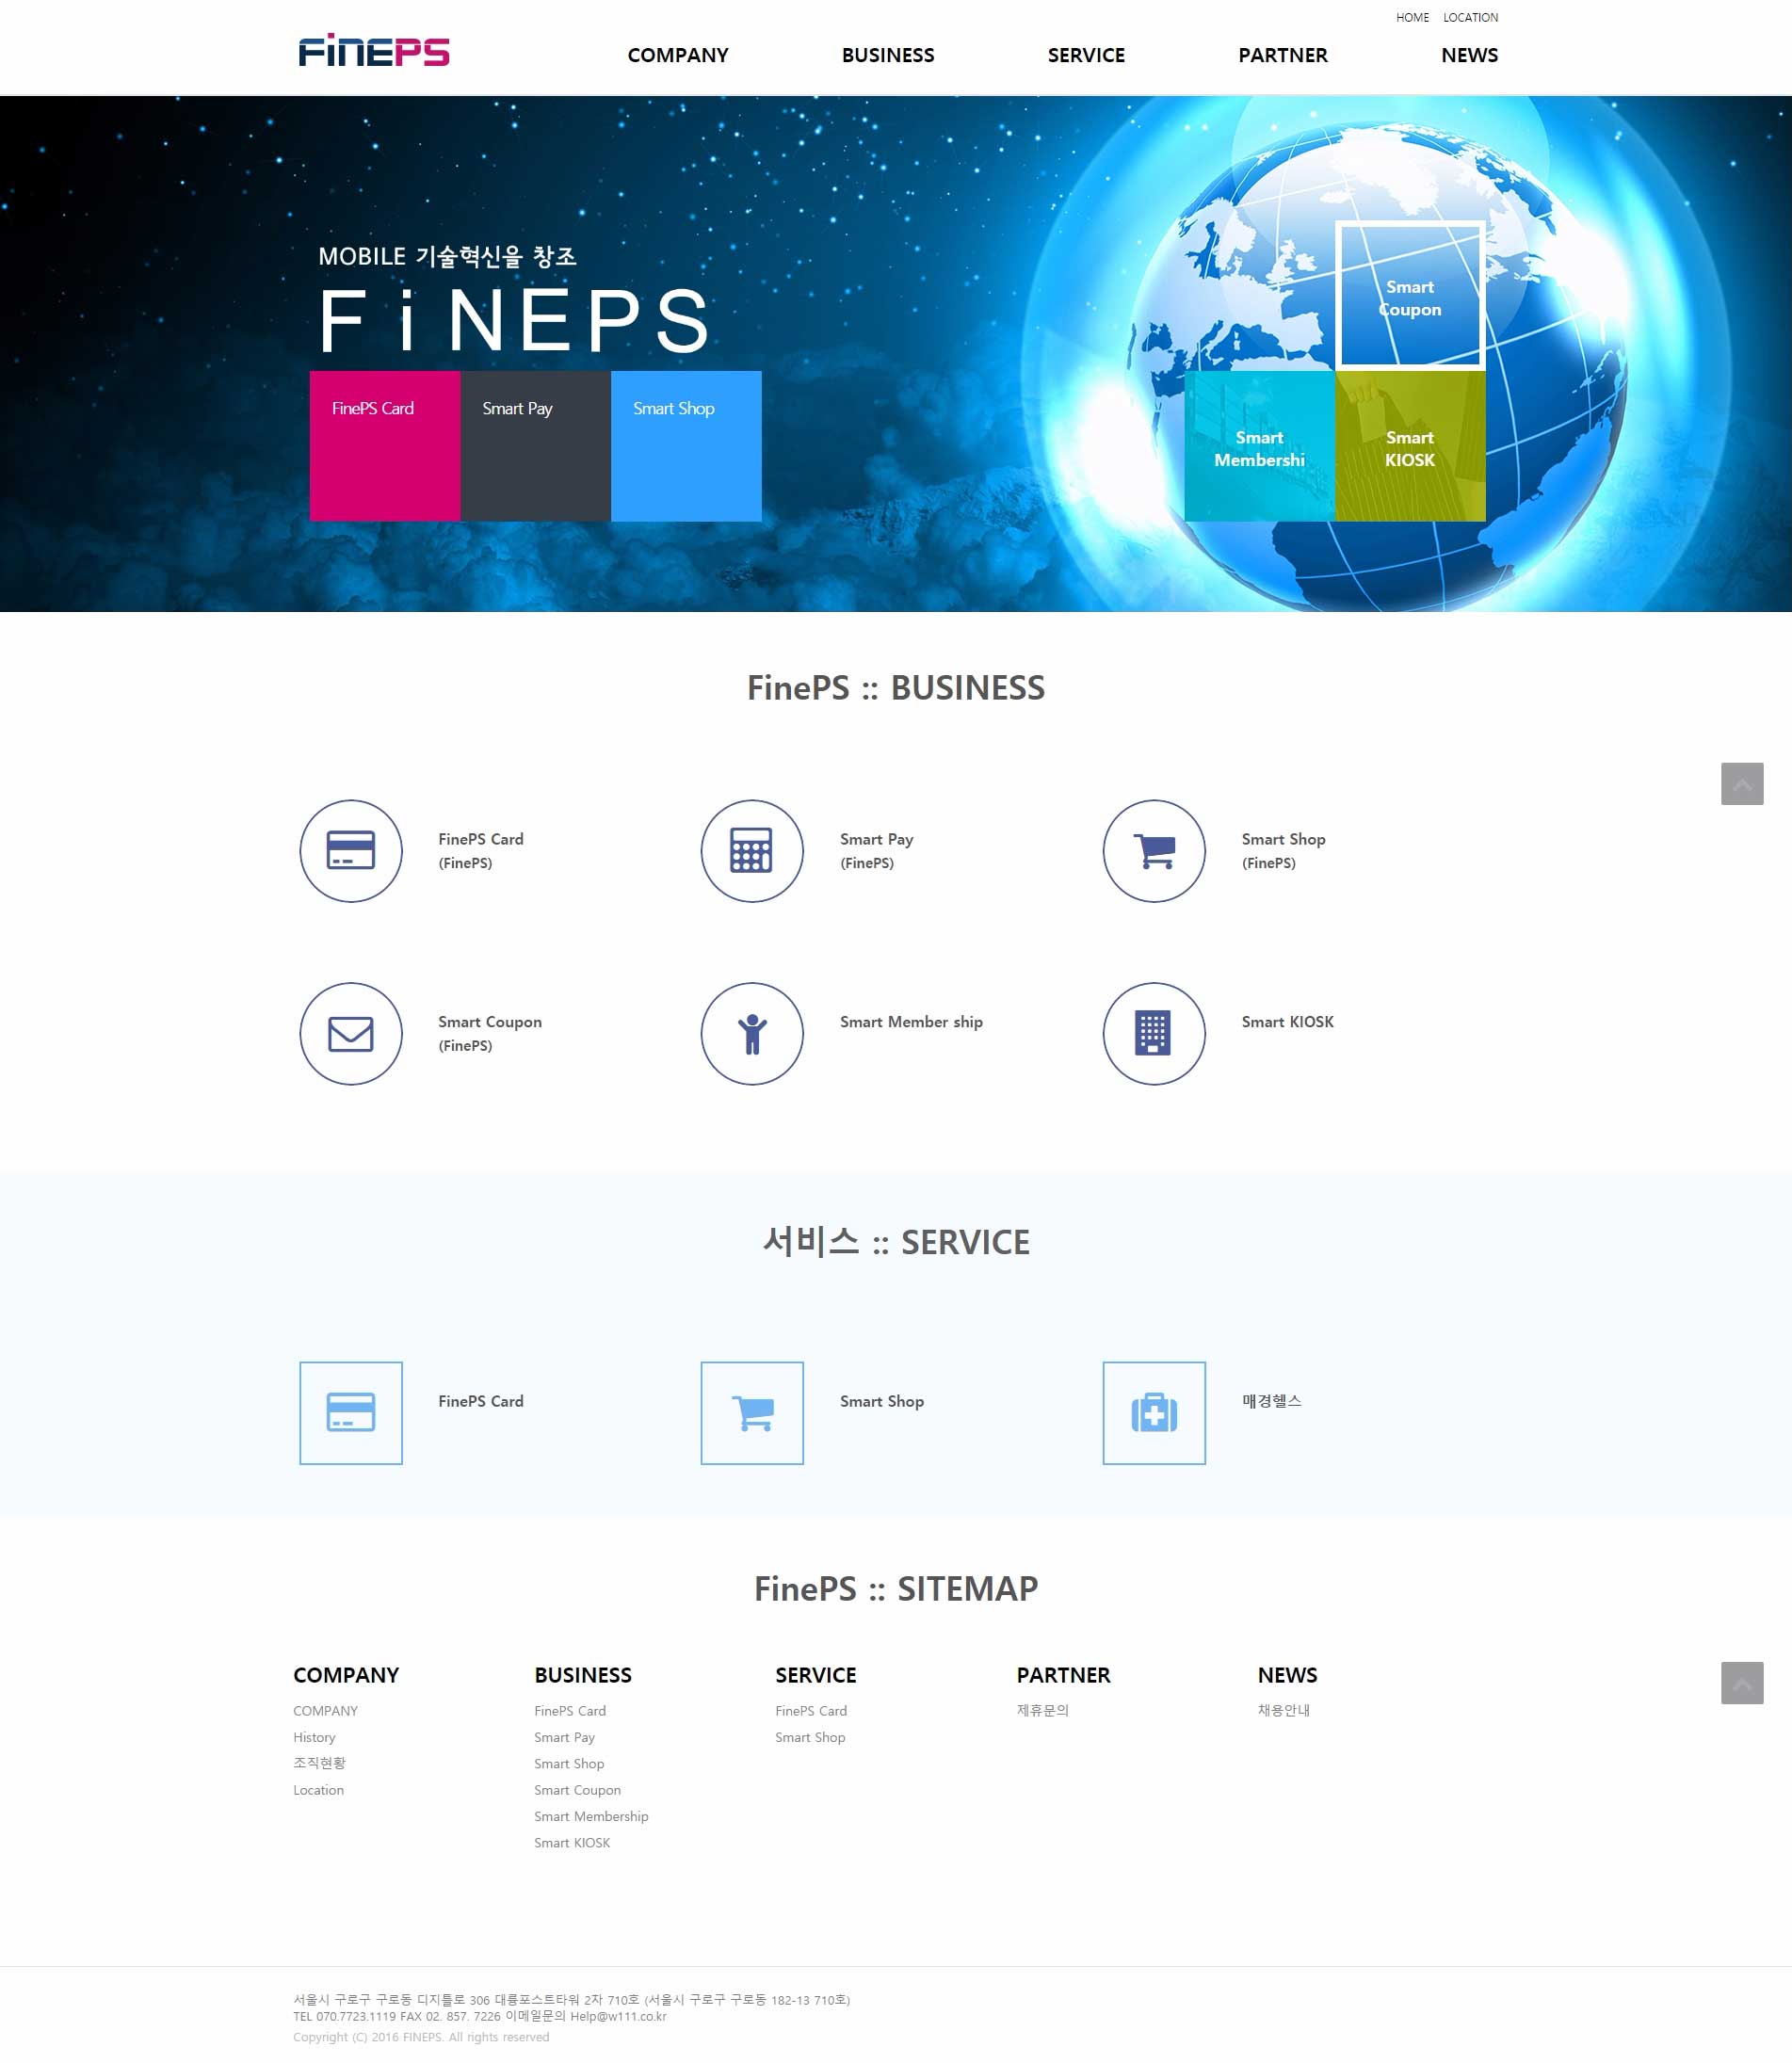 HOME LOCATION
FinePS
COMPANY BUSINESS SERVICE PARTNER NEWS
MOBILE 기술혁신을 창조
FiNEPS
FinePS Card
Smart Pay
Smart Shop
Smart
Coupon
Smart
Membershi
Smart
KIOSK
FinePS :: BUSINESS
FinePS Card
(FinePS)
Smart Pay
(FinePS)
Smart Shop
(FinePS)
Smart Coupon
(FinePS)
Smart Member ship
Smart KIOSK
서비스 :: SERVICE
FinePS Card
Smart Shop
매경헬스
FinePS :: SITEMAP
COMPANY
COMPANY
History
조직현황
Location
BUSINESS
FinePS Card
Smart Pay
Smart Shop
Smart Coupon
Smart Membership
Smart KIOSK
SERVICE
FinePS Card
Smart Shop
PARTNER
제휴문의
NEWS
채용안내
서울시 구로구 구로동 디지틀로 306 대륭포스트타워 2차 710호 (서울시 구로구 구로동 182-13 710호)
TEL 070.7723.1119 FAX 02. 857. 7226 이메일문의 Help@w111.co.kr
Copyright (C) 2016 FINEPS. All rights reserved